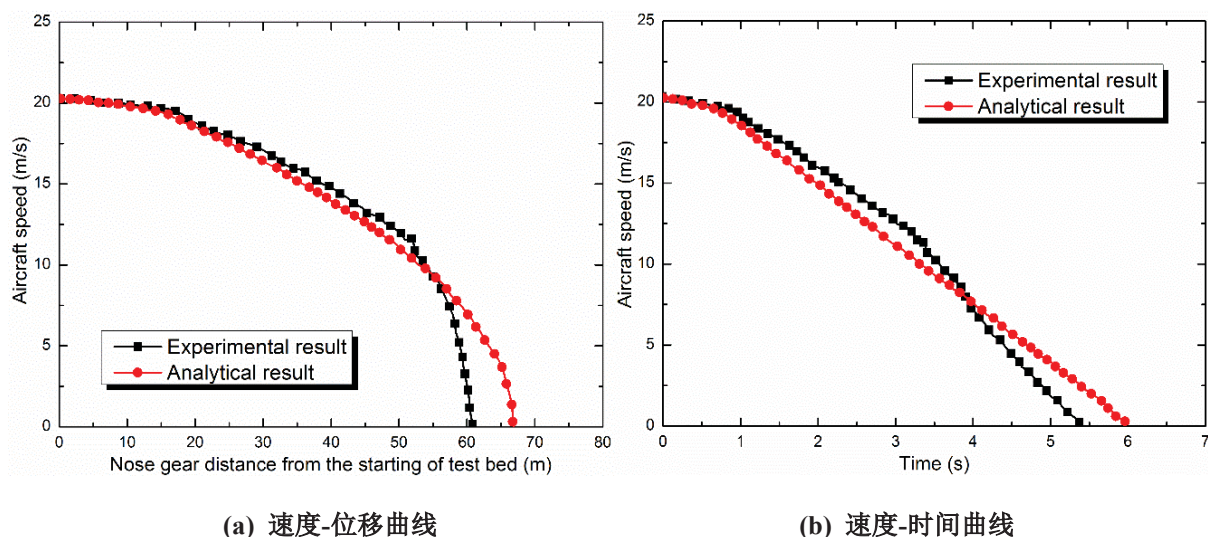 25
20
15
10
5
0
Aircraft speed (m/s)
Experimental result
Analytical result
0 10 20 30 40 50 60 70 80
Nose gear distance from the starting of test bed (m)
(a) 速度-位移曲线
25
20
15
10
5
0
Aircraft speed (m/s)
Experimental result
Analytical result
0 1 2 3 4 5 6 7
Time (s)
(b) 速度-时间曲线